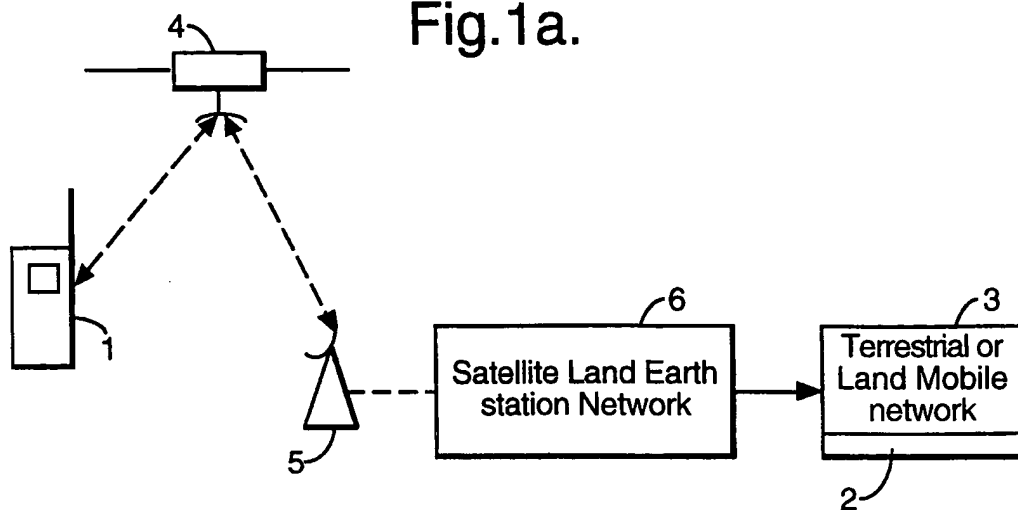 Fig.1a.
4
1
5
6
Satellite Land Earth
station Network
3
Terrestrial or
Land Mobile
network
2